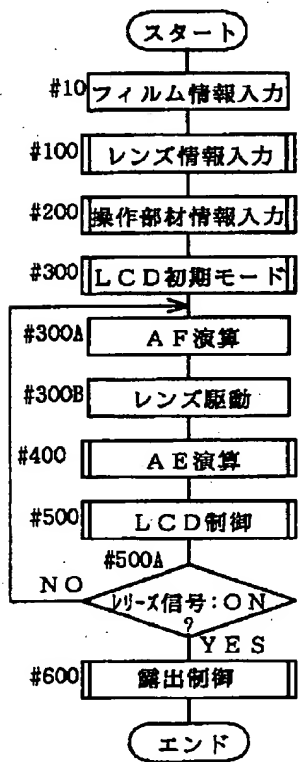 スタート
#10 フィルム情報入力
#100 レンズ情報入力
#200 操作部材情報入力
#300 LCD初期モード
#300A AF演算
#300B レンズ駆動
#400 AE演算
#500 LCD制御
#500A
NO レリーズ信号:ON
?
YES
#600 露出制御
エンド